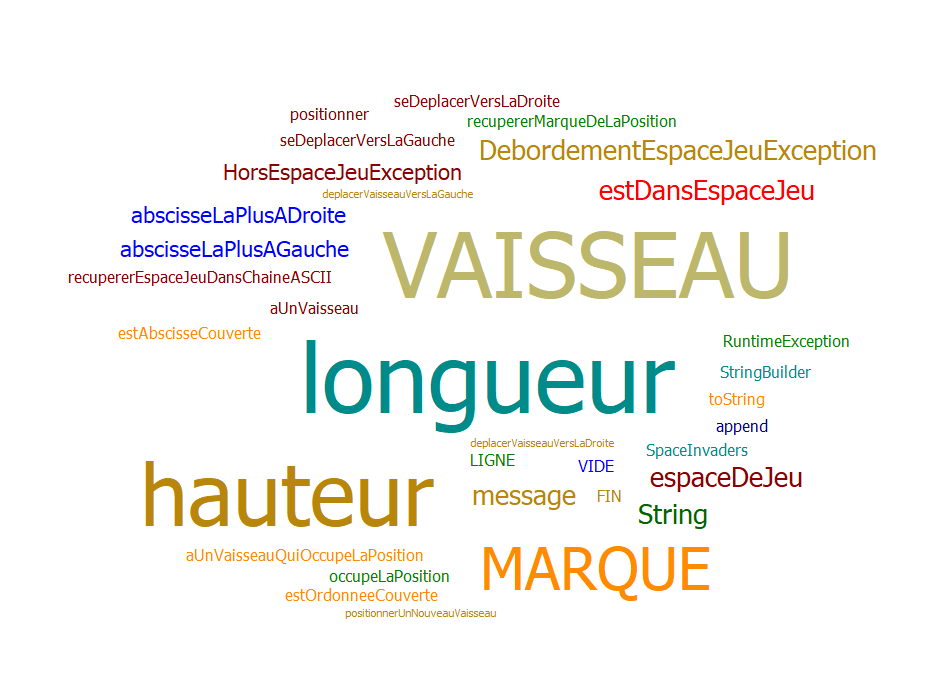 seDeplacerVersLaDroite
positionner
recupererMarqueDeLaPosition
seDeplacerVersLaGauche
DebordementEspaceJeuException
HorsEspaceJeuException
estDansEspaceJeu
deplacerVaisseauVersLaGauche
abscisseLaPlusADroite
abscisseLaPlusAGauche
VAISSEAU
recupererEspaceJeuDansChaineASCII
aUnVaisseau
estAbscisseCouverte
RuntimeException
longueur
StringBuilder
toString
append
deplacerVaisseauVersLaDroite
SpaceInvaders
LIGNE
VIDE
espaceDeJeu
hauteur
message
FIN
String
aUnVaisseauQuiOccupeLaPosition
MARQUE
occupeLaPosition
estOrdonneeCouverte
positionnerUnNouveauVaisseau